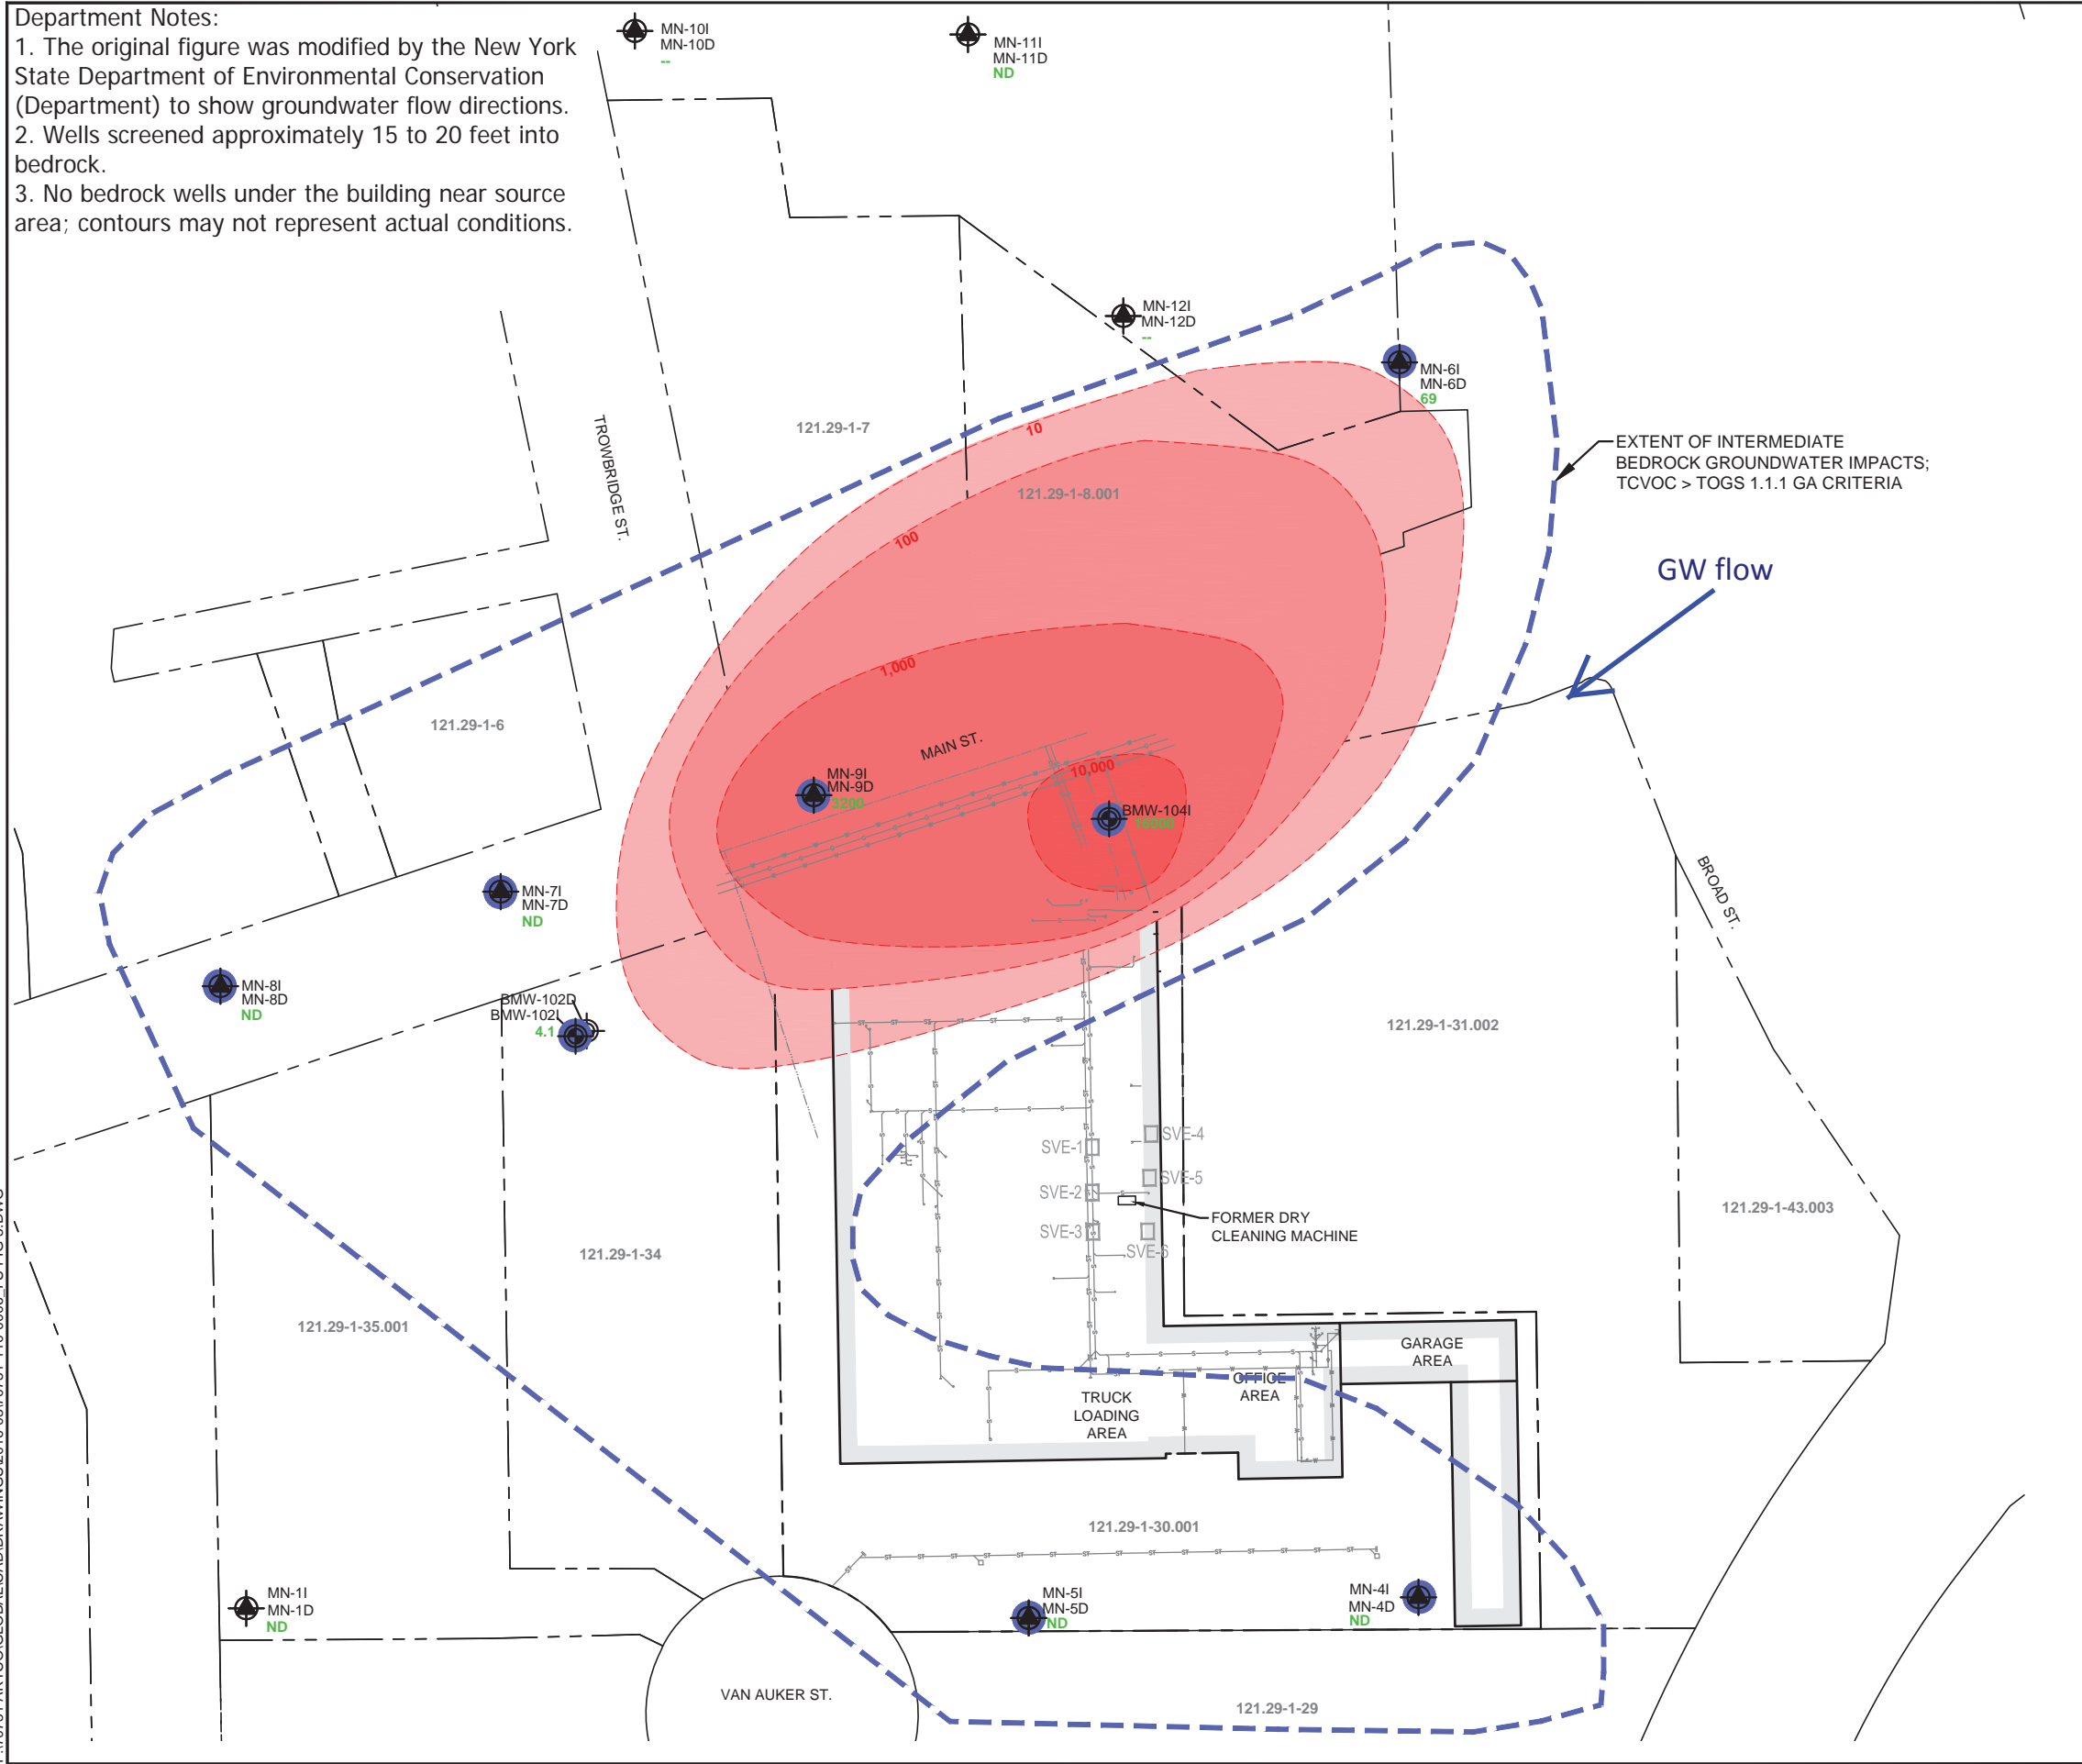 Department Notes:
1. The original figure was modified by the New York
State Department of Environmental Conservation
(Department) to show groundwater flow directions.
2. Wells screened approximately 15 to 20 feet into
bedrock.
3. No bedrock wells under the building near source
area; contours may not represent actual conditions.
MN-10I
MN-10D
--
MN-11I
MN-11D
ND
MN-12I
MN-12D
--
MN-6I
MN-6D
69
TROWBRIDGE ST.
121.29-1-7
10
EXTENT OF INTERMEDIATE
BEDROCK GROUNDWATER IMPACTS;
TCVOC > TOGS 1.1.1 GA CRITERIA
121.29-1-8.001
100
GW flow
1,000
121.29-1-6
MAIN ST.
10,000
MN-9I
MN-9D
3200
BMW-104I
16000
MN-7I
MN-7D
ND
BROAD ST.
MN-8I
MN-8D
ND
BMW-102D
BMW-102I
4.1
121.29-1-31.002
SVE-1
SVE-4
SVE-5
SVE-2
SVE-3
SVE-6
FORMER DRY
CLEANING MACHINE
121.29-1-43.003
121.29-1-34
121.29-1-35.001
GARAGE
AREA
OFFICE
AREA
TRUCK
LOADING
AREA
121.29-1-30.001
MN-1I
MN-1D
ND
MN-5I
MN-5D
ND
MN-4I
MN-4D
ND
VAN AUKER ST.
121.29-1-29